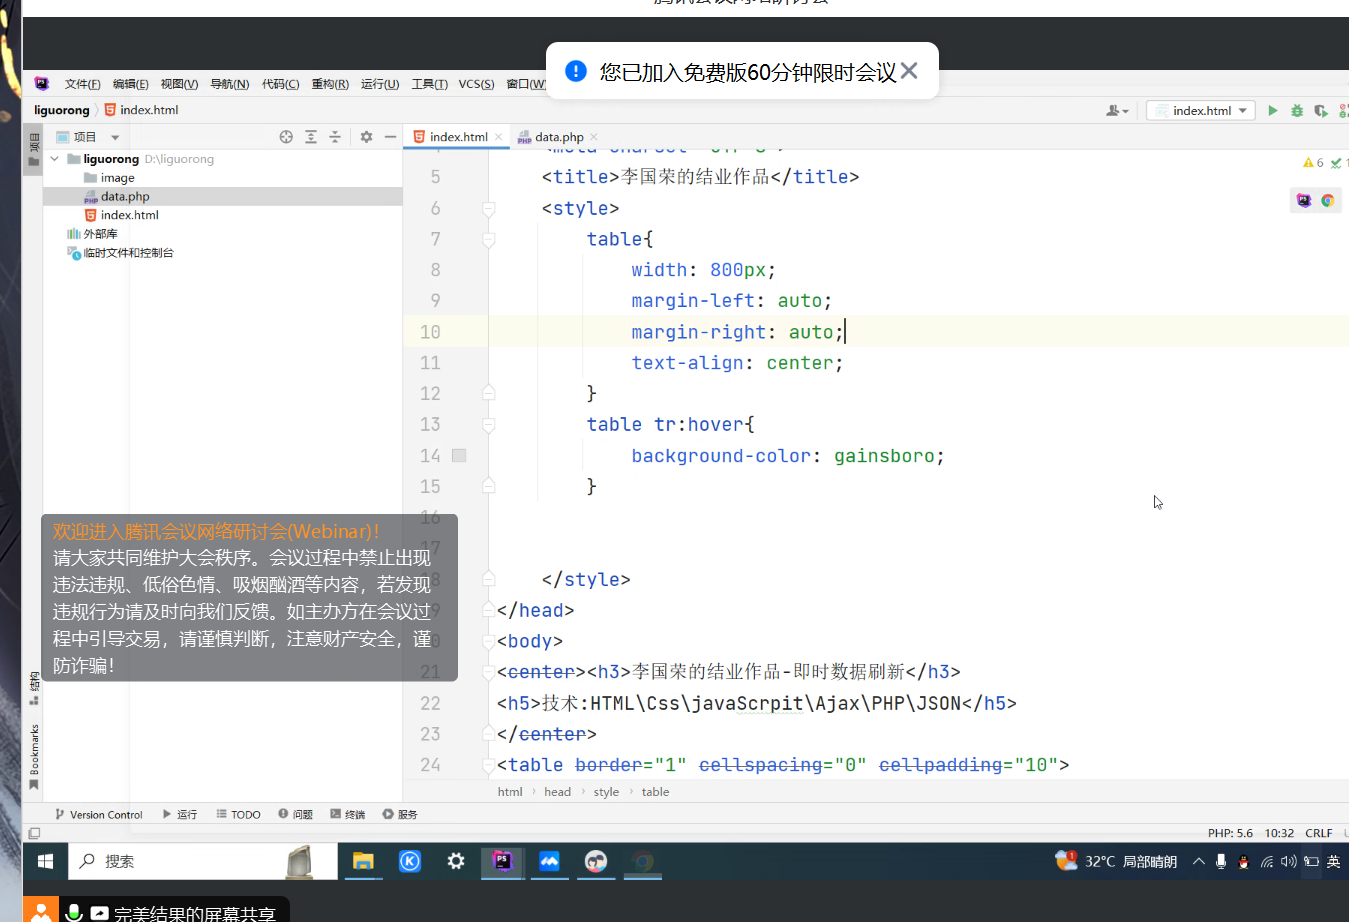 您已加入免费版60分钟限时会议
文件(F) 编辑(E) 视图(V) 导航(N) 代码(C) 重构(R) 运行(U) 工具(T) VCS(S) 窗口(W
liguorong index.html
index.html
项目
项目
index.html
data.php
liguorong D:\liguorong
image
data.php
index.html
外部库
临时文件和控制台
6
5 <title>李国荣的结业作品</title>
6 <style>
7 table{
8 width: 800px;
9 margin-left: auto;
10 margin-right: auto;
11 text-align: center;
12 }
13 table tr:hover{
14 background-color: gainsboro;
15 }
16
</style>
</head>
<body>
21 <center><h3>李国荣的结业作品-即时数据刷新</h3>
22 <h5>技术:HTML\Css\javaScrpit\Ajax\PHP\JSON</h5>
23 </center>
24 <table border="1" cellspacing="0" cellpadding="10">
欢迎进入腾讯会议网络研讨会(Webinar)!
请大家共同维护大会秩序。会议过程中禁止出现
违法违规、低俗色情、吸烟酗酒等内容，若发现
违规行为请及时向我们反馈。如主办方在会议过
程中引导交易，请谨慎判断，注意财产安全，谨
防诈骗！
结构
Bookmarks
html › head › style › table
Version Control 运行 TODO 问题 终端 服务
PHP: 5.6 10:32 CRLF
搜索
32°C 局部晴朗
英
完美结果的屏幕共享